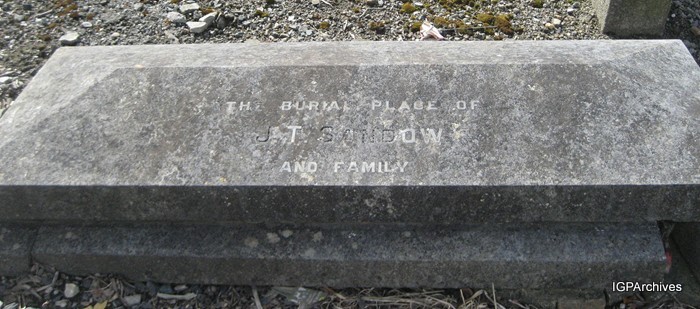 THE BURIAL PLACE OF
J.T. SANDOW
AND FAMILY
IGPArchives